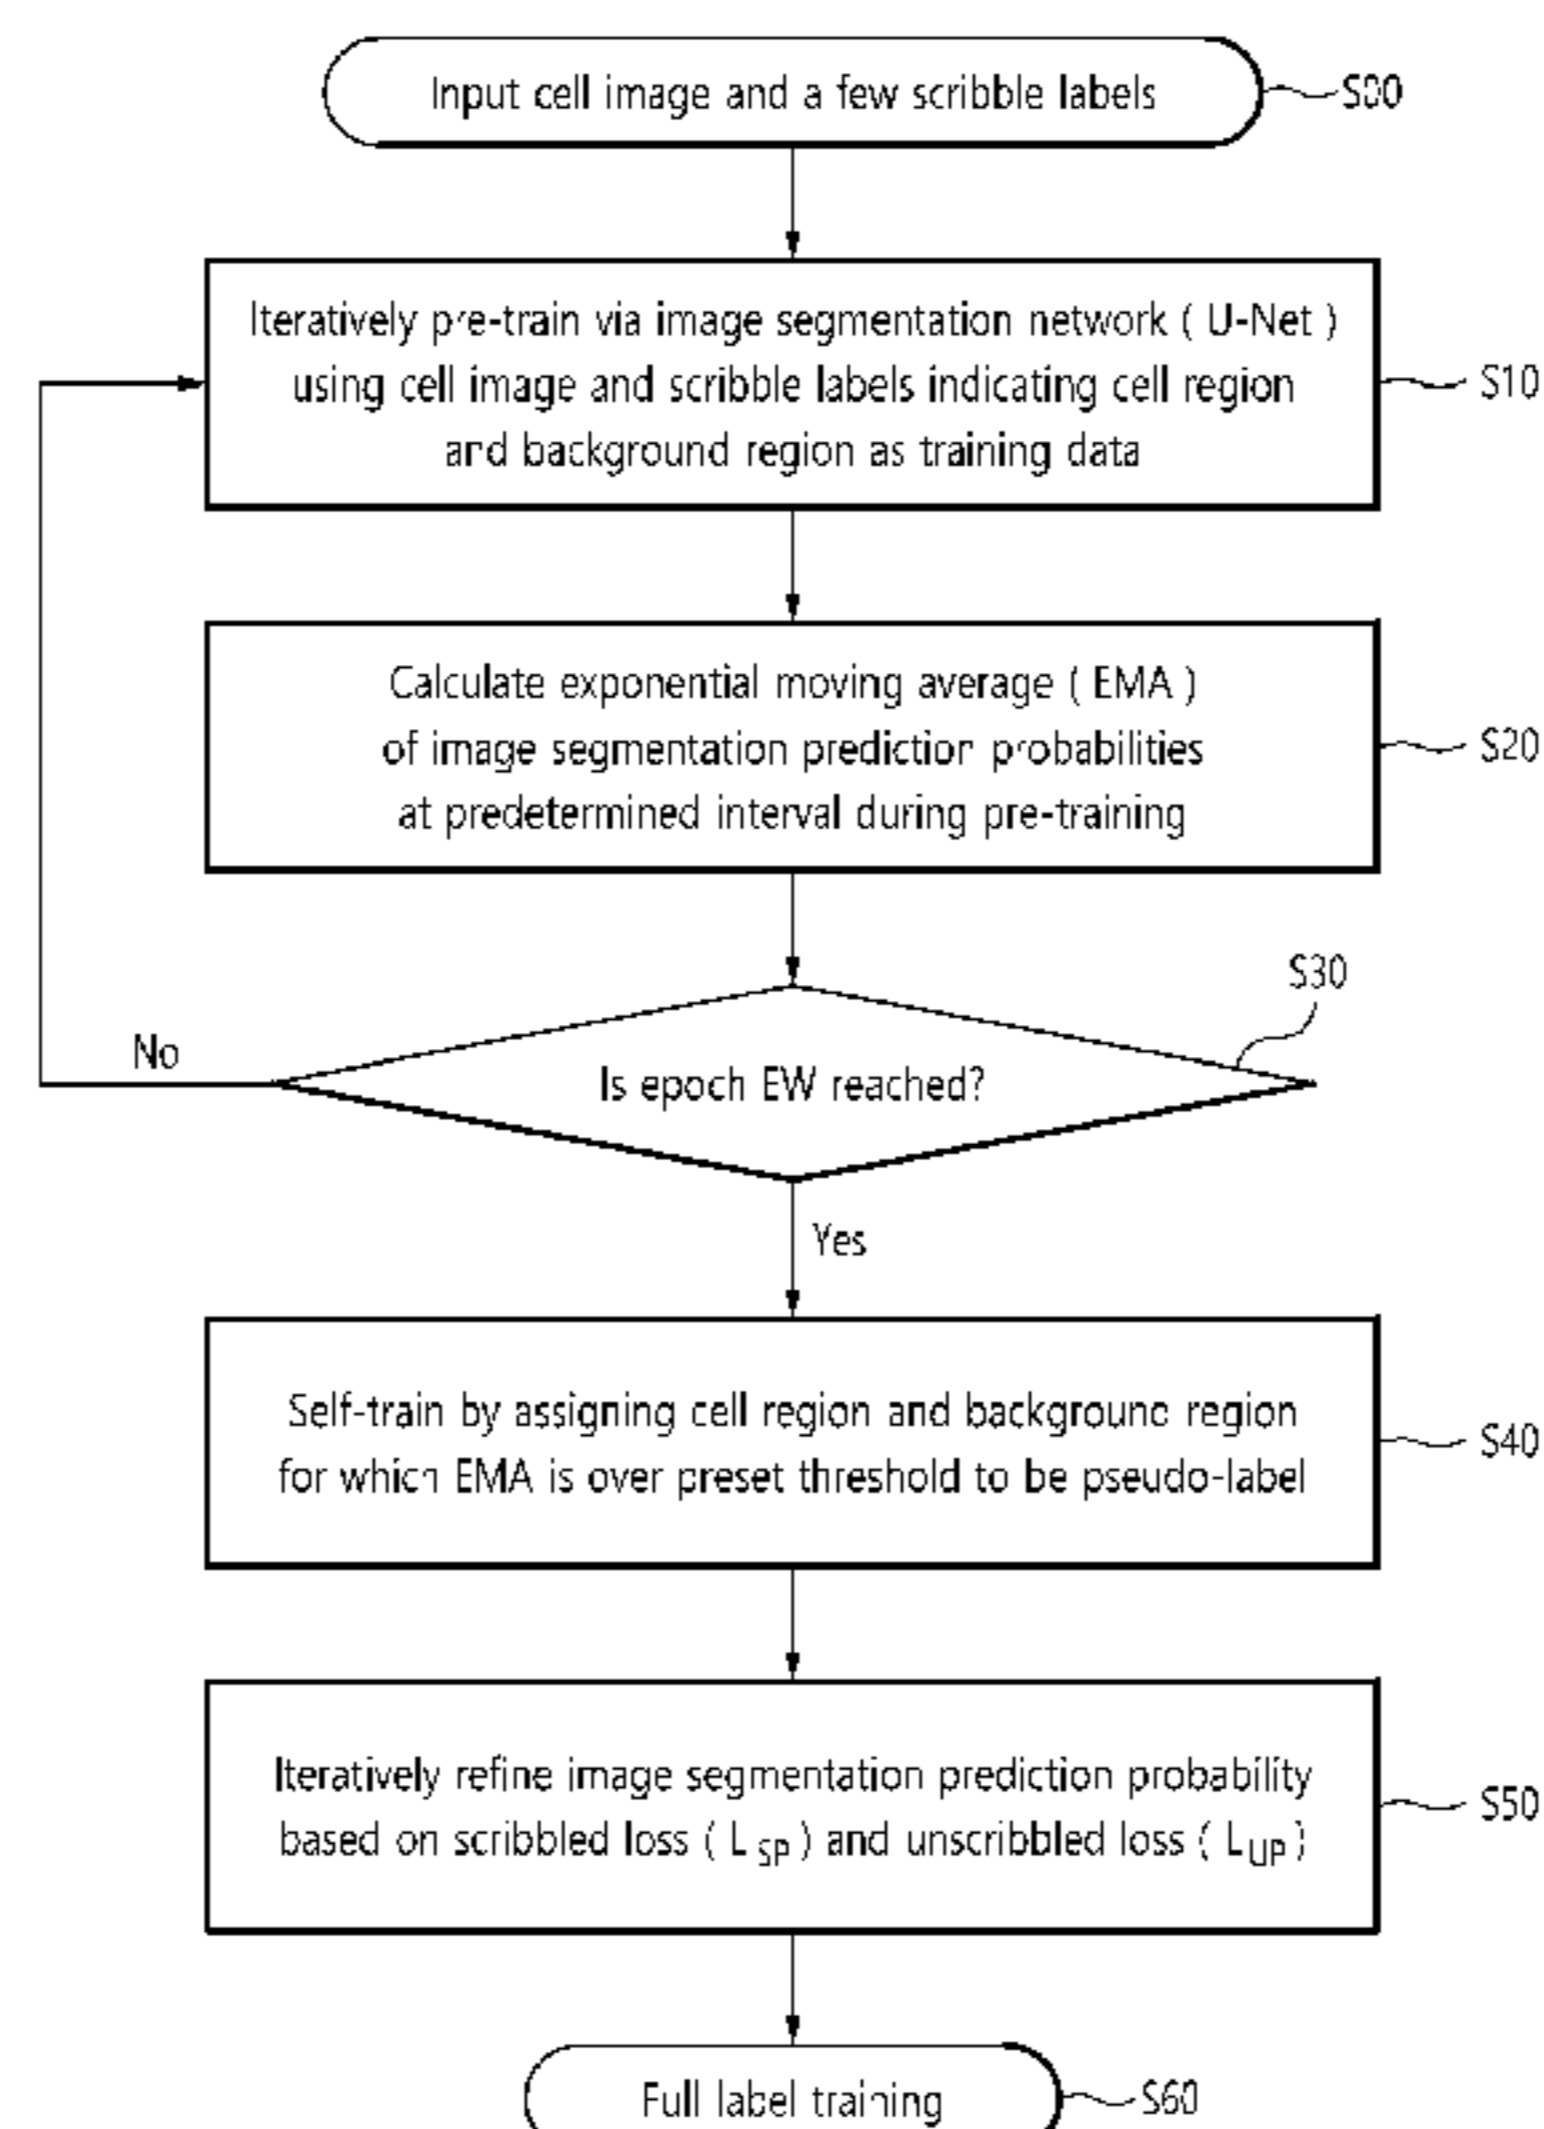 Input cell image and a few scribble labels
S00
Iteratively pre-train via image segmentation network ( U-Net )
using cell image and scribble labels indicating cell region
and background region as training data
S10
Calculate exponential moving average ( EMA )
of image segmentation prediction probabilities
at predetermined interval during pre-training
S20
S30
Is epoch EW reached?
No
Yes
Self-train by assigning cell region and background region
for which EMA is over preset threshold to be pseudo-label
S40
Iteratively refine image segmentation prediction probability
based on scribbled loss ( L SP ) and unscribbled loss ( L UP )
S50
Full label training
S60